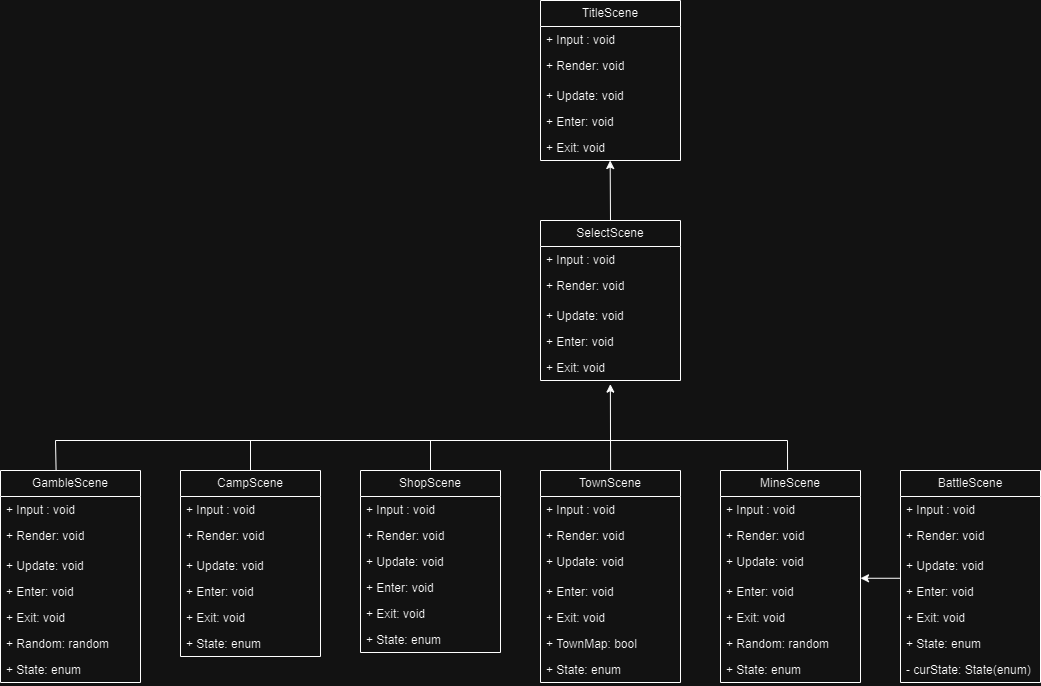 TitleScene
+ Input : void
+ Render: void
+ Update: void
+ Enter: void
+ Exit: void
SelectScene
+ Input : void
+ Render: void
+ Update: void
+ Enter: void
+ Exit: void
GambleScene
+ Input : void
+ Render: void
+ Update: void
+ Enter: void
+ Exit: void
+ Random: random
+ State: enum
CampScene
+ Input : void
+ Render: void
+ Update: void
+ Enter: void
+ Exit: void
+ State: enum
ShopScene
+ Input : void
+ Render: void
+ Update: void
+ Enter: void
+ Exit: void
+ State: enum
TownScene
+ Input : void
+ Render: void
+ Update: void
+ Enter: void
+ Exit: void
+ TownMap: bool
+ State: enum
MineScene
+ Input : void
+ Render: void
+ Update: void
+ Enter: void
+ Exit: void
+ Random: random
+ State: enum
BattleScene
+ Input : void
+ Render: void
+ Update: void
+ Enter: void
+ Exit: void
+ State: enum
- curState: State(enum)